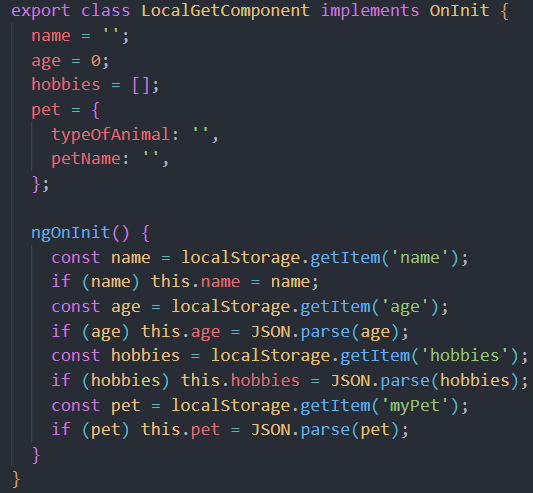 export class LocalGetComponent implements OnInit {
  name = '';
  age = 0;
  hobbies = [];
  pet = {
    typeOfAnimal: '',
    petName: '',
  };

  ngOnInit() {
    const name = localStorage.getItem('name');
    if (name) this.name = name;
    const age = localStorage.getItem('age');
    if (age) this.age = JSON.parse(age);
    const hobbies = localStorage.getItem('hobbies');
    if (hobbies) this.hobbies = JSON.parse(hobbies);
    const pet = localStorage.getItem('myPet');
    if (pet) this.pet = JSON.parse(pet);
  }
}